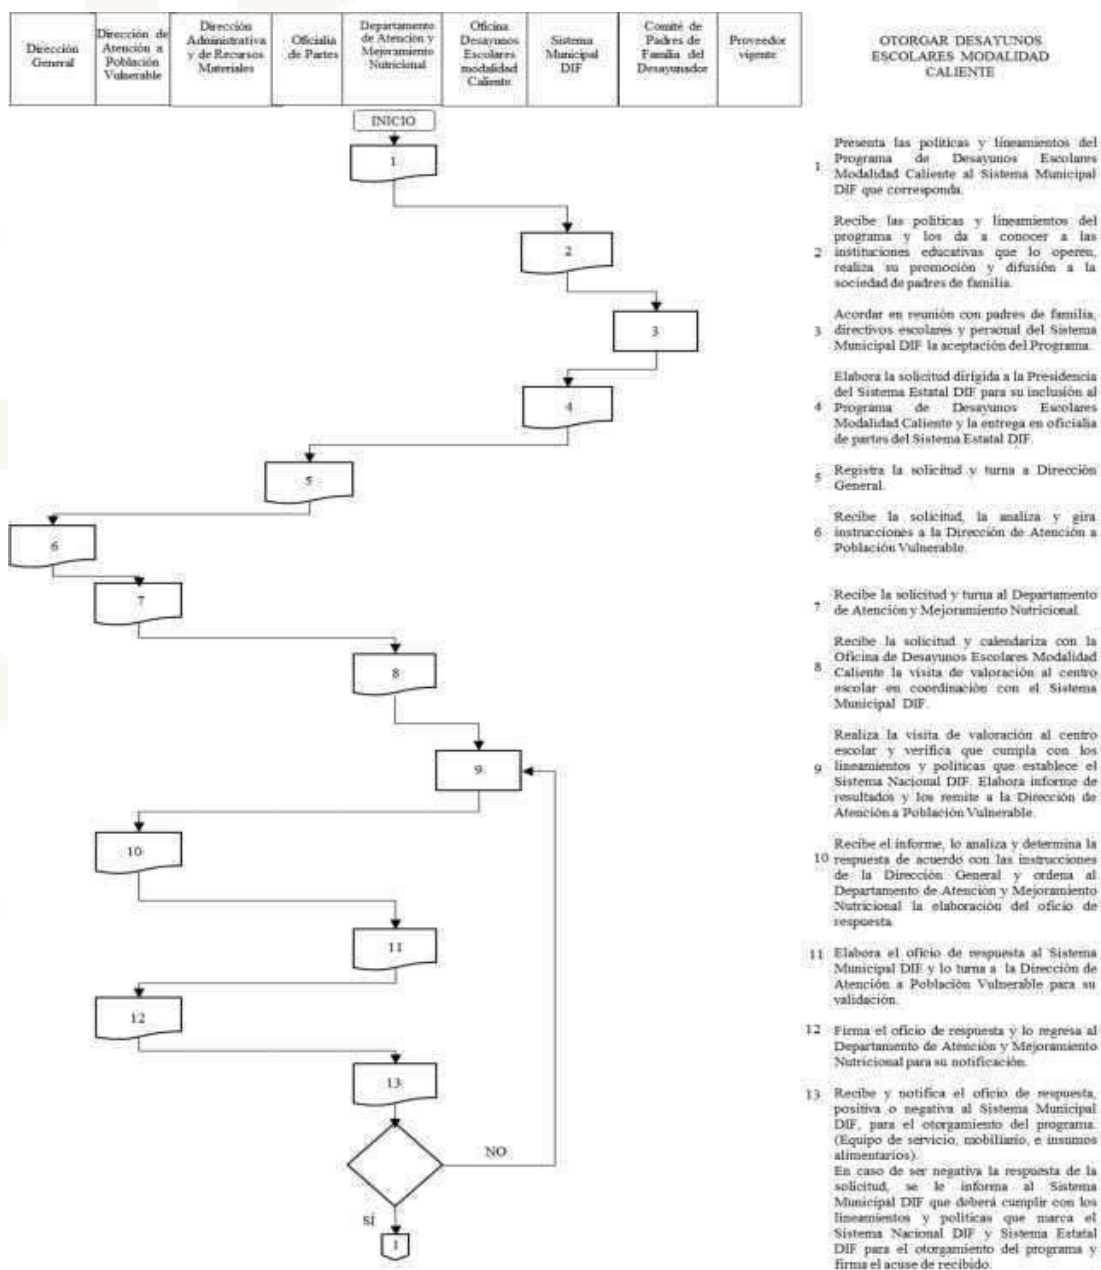 Dirección
General
Dirección de
Atención a
Población
Vulnerable
Dirección
Administrativa
y de Recursos
Materiales
Oficialia
de Partes
Departamento
de Atención y
Mejoramiento
Nutricional
Oficina
Desayunos
Escolares
modalidad
Caliente
Sistema
Municipal
DIF
Comité de
Padres de
Familia del
Desayunador
Proveedor
vigente
OTORGAR DESAYUNOS
ESCOLARES MODALIDAD
CALIENTE
INICIO
1
2
3
4
5
6
7
8
9
10
11
12
13
NO
SÍ
1
1 Presenta las políticas y lineamientos del
Programa de Desayunos Escolares
Modalidad Caliente al Sistema Municipal
DIF que corresponda.
2 Recibe las políticas y lineamientos del
programa y los da a conocer a las
instituciones educativas que lo operen,
realiza su promoción y difusión a la
sociedad de padres de familia.
3 Acordar en reunión con padres de familia,
directivos escolares y personal del Sistema
Municipal DIF la aceptación del Programa.
4 Elabora la solicitud dirigida a la Presidencia
del Sistema Estatal DIF para su inclusión al
Programa de Desayunos Escolares
Modalidad Caliente y la entrega en oficialia
de partes del Sistema Estatal DIF.
5 Registra la solicitud y turna a Dirección
General.
6 Recibe la solicitud, la analiza y gira
instrucciones a la Dirección de Atención a
Población Vulnerable.
7 Recibe la solicitud y turna al Departamento
de Atención y Mejoramiento Nutricional.
8 Recibe la solicitud y calendariza con la
Oficina de Desayunos Escolares Modalidad
Caliente la visita de valoración al centro
escolar en coordinación con el Sistema
Municipal DIF.
9 Realiza la visita de valoración al centro
escolar y verifica que cumpla con los
lineamientos y políticas que establece el
Sistema Nacional DIF. Elabora informe de
resultados y los remite a la Dirección de
Atención a Población Vulnerable.
10 Recibe el informe, lo analiza y determina la
respuesta de acuerdo con las instrucciones
de la Dirección General y ordena al
Departamento de Atención y Mejoramiento
Nutricional la elaboración del oficio de
respuesta.
11 Elabora el oficio de respuesta al Sistema
Municipal DIF y lo turna a la Dirección de
Atención a Población Vulnerable para su
validación.
12 Firma el oficio de respuesta y lo regresa al
Departamento de Atención y Mejoramiento
Nutricional para su notificación.
13 Recibe y notifica el oficio de respuesta,
positiva o negativa al Sistema Municipal
DIF, para el otorgamiento del programa.
(Equipo de servicio, mobiliario, e insumos
alimentarios).
En caso de ser negativa la respuesta de la
solicitud, se le informa al Sistema
Municipal DIF que deberá cumplir con los
lineamientos y políticas que marca el
Sistema Nacional DIF y Sistema Estatal
DIF para el otorgamiento del programa y
firma el acuse de recibido.